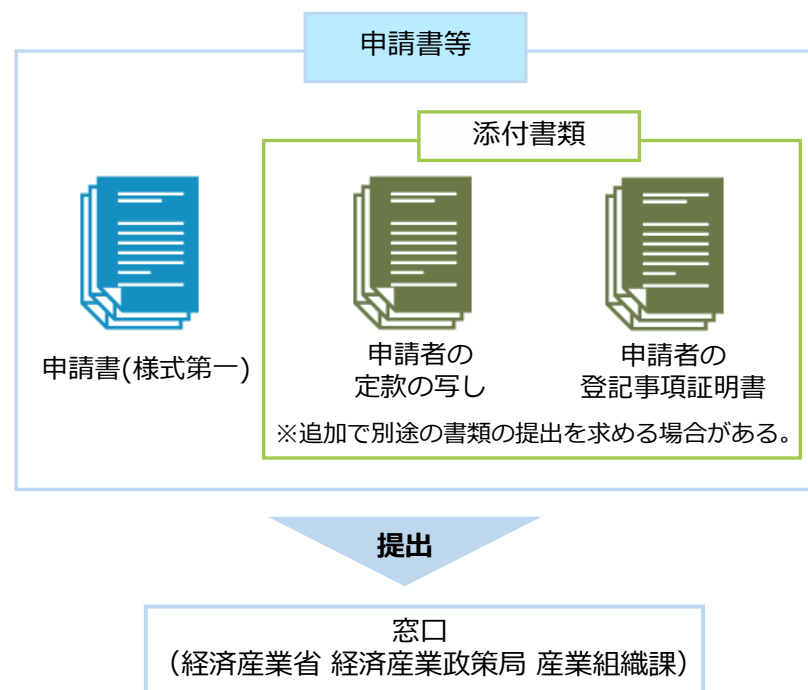 申請書等
添付書類
申請書(様式第一)
申請者の
定款の写し
申請者の
登記事項証明書
※追加で別途の書類の提出を求める場合がある。
提出
窓口
（経済産業省 経済産業政策局 産業組織課）